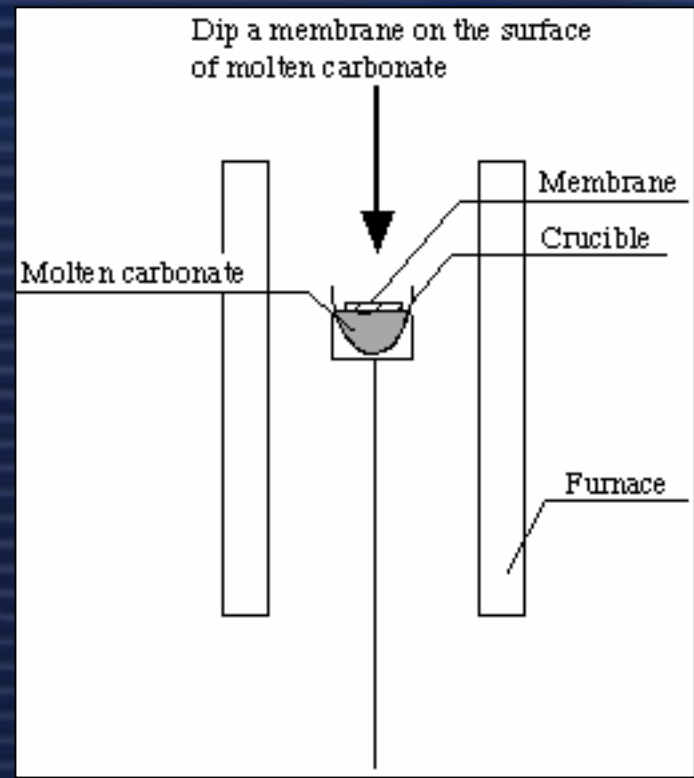 Dip a membrane on the surface
of molten carbonate
Membrane
Crucible
Molten carbonate
Furnace